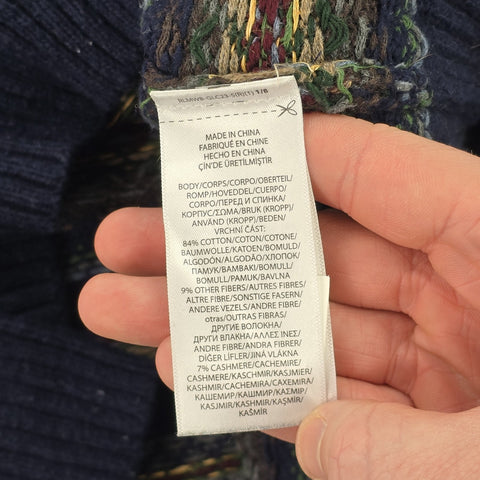 MADE IN CHINA
FABRIQUÉ EN CHINE
HECHO EN CHINA
ÇİN'DE ÜRETİLMİŞTİR
BODY/CORPS/CORPO/OBERTEIL/
ROMP/HOVEDDEL/CUERPO/
CORPO/ПЕРЕД И СПИНКА/
КОРПУС/ΣΩΜΑ/BRUK (KROPP)/
ANVÄND (KROPP)/BEDEN/
VRCHNÍ ČÁST:
84% COTTON/COTON/COTONE/
BAUMWOLLE/KATOEN/BOMULD/
ALGODÓN/ALGODÃO/ХЛОПОК/
ПАМУК/ΒΑΜΒΑΚΙ/BOMULL/
BOMULL/PAMUK/BAVLNA
9% OTHER FIBERS/AUTRES FIBRES/
ALTRE FIBRE/SONSTIGE FASERN/
ANDERE VEZELS/ANDRE FIBRE/
outras/OUTRAS FIBRAS/
ДРУГИЕ ВОЛОКНА/
ДРУГИ ВЛАКНА/ΑΛΛΕΣ ΙΝΕΣ/
ANDRE FIBRE/ANDRA FIBRER/
DİĞER LİFLER/JINÁ VLÁKNA
7% CASHMERE/CACHEMIRE/
CASHMERE/KASCHMIR/KASJMIER/
KASHMIR/CACHEMIRA/CAXEMIRA/
КАШЕМИР/КАШМИР/ΚΑΣΜΙΡ/
KASJMIR/KASHMIR/KAŞMİR/
KAŠMÍR